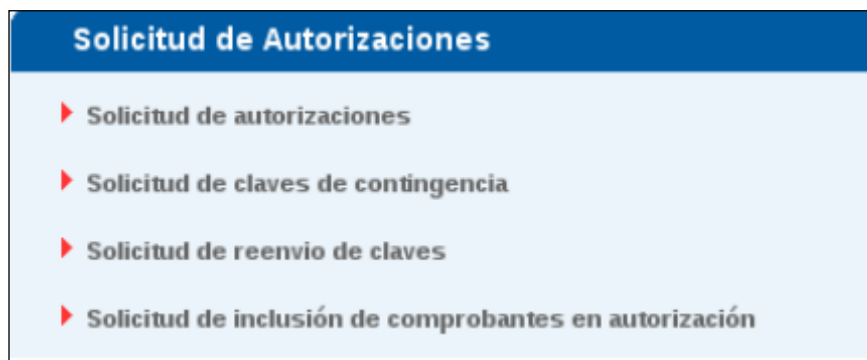 Solicitud de Autorizaciones
Solicitud de autorizaciones
Solicitud de claves de contingencia
Solicitud de reenvio de claves
Solicitud de inclusión de comprobantes en autorización